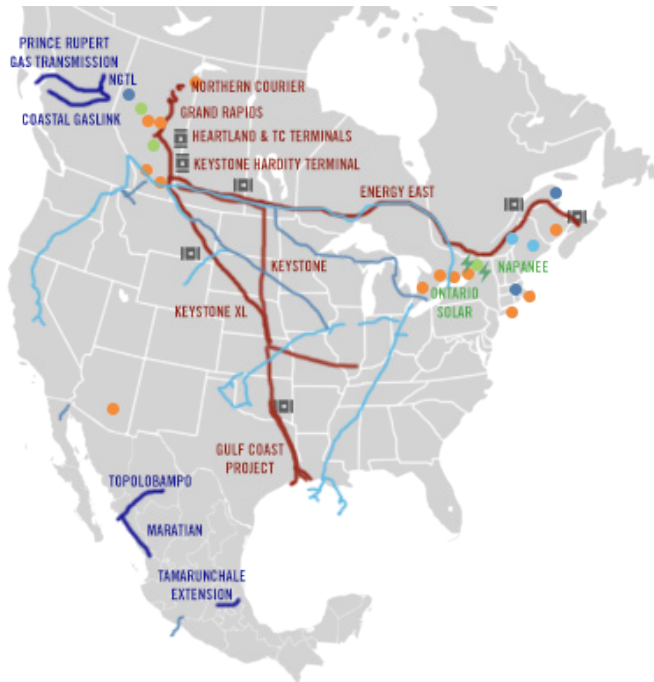 PRINCE RUPERT
GAS TRANSMISSION
NGTL
COASTAL GASLINK
NORTHERN COURIER
GRAND RAPIDS
HEARTLAND & TC TERMINALS
KEYSTONE HARDITY TERMINAL
ENERGY EAST
KEYSTONE
NAPANEE
ONTARIO
SOLAR
KEYSTONE XL
GULF COAST
PROJECT
TOPOLOBAMPO
MARATIAN
TAMARUNCHALE
EXTENSION